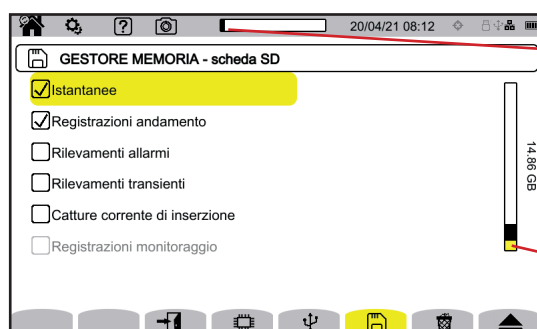 ?
20/04/21 08:12
GESTORE MEMORIA - scheda SD
Istantanee
Registrazioni andamento
Rilevamenti allarmi
Rilevamenti transienti
Catture corrente di inserzione
Registrazioni monitoraggio
14.86 GB